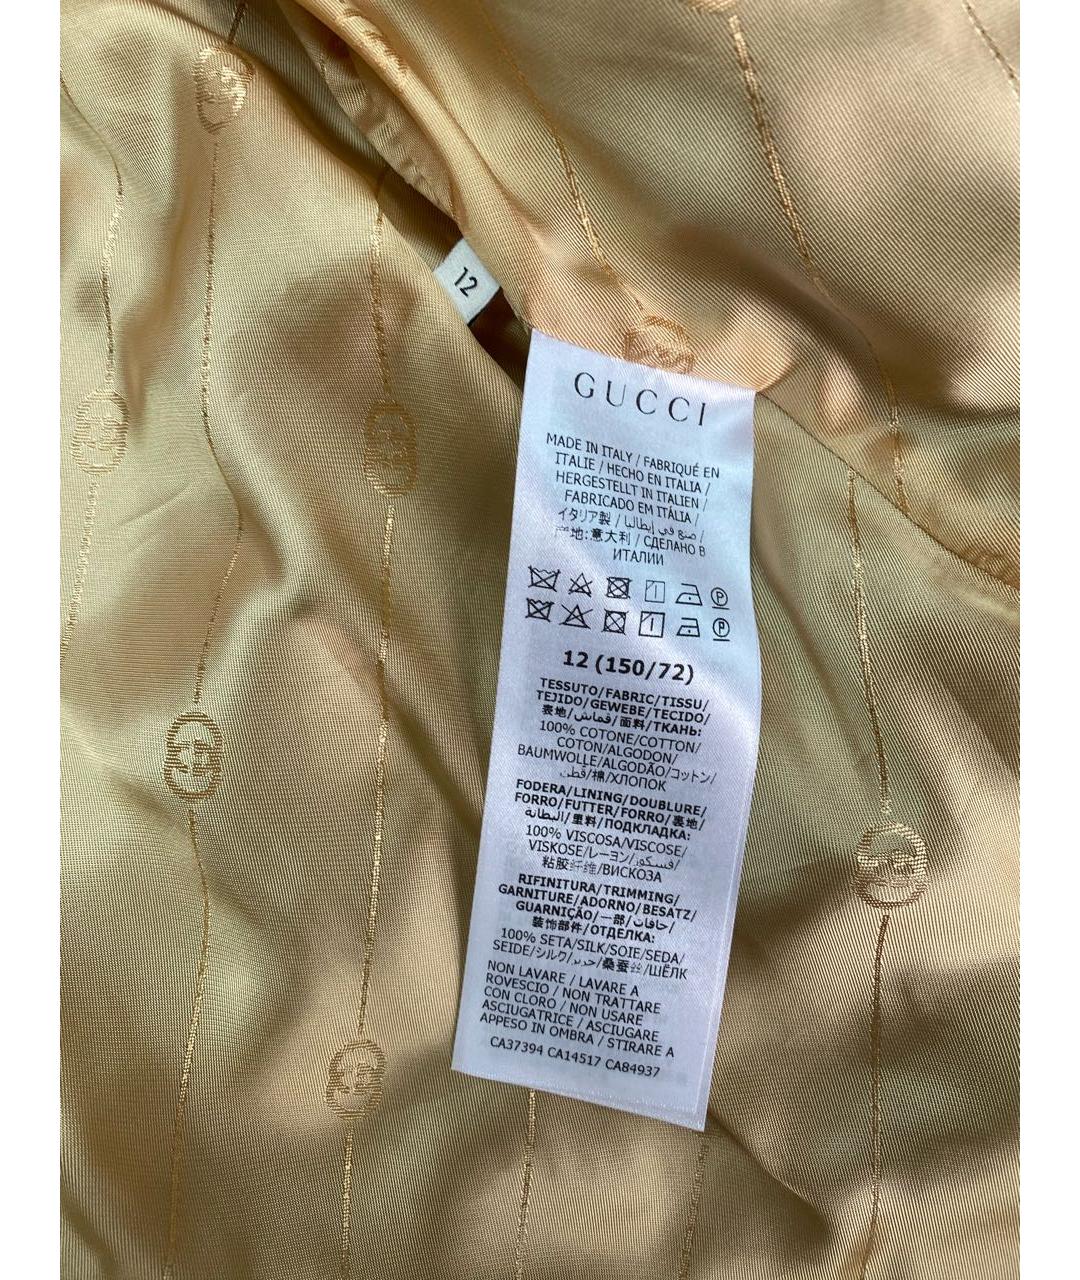 12
GUCCI
MADE IN ITALY / FABRIQUÉ EN
ITALIE / HECHO EN ITALIA /
HERGESTELLT IN ITALIEN /
FABRICADO EM ITÁLIA /
イタリア製 / صنع في إيطاليا /
产地: 意大利 / СДЕЛАНО В
ИТАЛИИ
12 (150/72)
TESSUTO/FABRIC/TISSU/
TEJIDO/GEWEBE/TECIDO/
表地/قماش/面料/ТКАНЬ:
100% COTONE/COTTON/
COTON/ALGODON/
BAUMWOLLE/ALGODÃO/コットン/
قطن/棉/ХЛОПОК
FODERA/LINING/DOUBLURE/
FORRO/FUTTER/FORRO/裏地/
البطانة/里料/ПОДКЛАДКА:
100% VISCOSA/VISCOSE/
VISKOSE/レーヨン/فسكوز/
粘胶纤维/ВИСКОЗА
RIFINITURA/TRIMMING/
GARNITURE/ADORNO/BESATZ/
GUARNIÇÃO/一部/حافات/
装饰部件/ОТДЕЛКА:
100% SETA/SILK/SOIE/SEDA/
SEIDE/シルク/حرير/桑蚕丝/ШЁЛК
NON LAVARE / LAVARE A
ROVESCIO / NON TRATTARE
CON CLORO / NON USARE
ASCIUGATRICE / ASCIUGARE
APPESO IN OMBRA / STIRARE A
CA37394 CA14517 CA84937